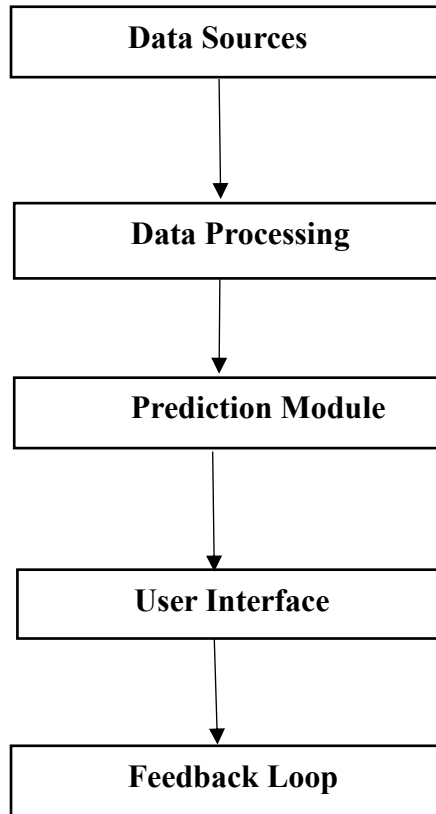 Data Sources
Data Processing
Prediction Module
User Interface
Feedback Loop